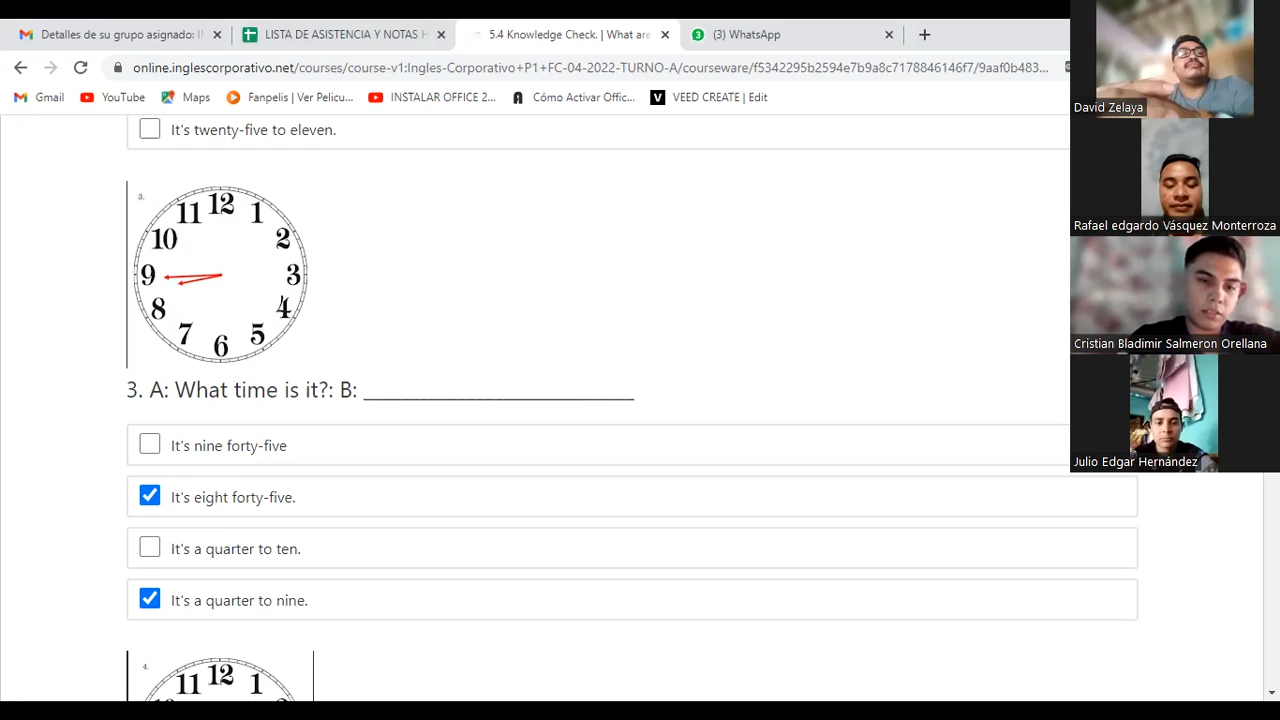 Detalles de su grupo asignado: I
LISTA DE ASISTENCIA Y NOTAS H
5.4 Knowledge Check. | What are
(3) WhatsApp
online.inglescorporativo.net/courses/course-v1:Ingles-Corporativo+P1+FC-04-2022-TURNO-A/courseware/f5342295b2594e7b9a8c7178846146f7/9aaf0b483...
Gmail
YouTube
Maps
Fanpelis | Ver Pelicu...
INSTALAR OFFICE 2...
Cómo Activar Offic...
VEED CREATE | Edit
It's twenty-five to eleven.
3.
12
1
2
3
4
5
6
7
8
9
10
11
3. A: What time is it?: B: ___________________________
It's nine forty-five
It's eight forty-five.
It's a quarter to ten.
It's a quarter to nine.
4.
11 12 1
David Zelaya
Rafael edgardo Vásquez Monterroza
Cristian Bladimir Salmeron Orellana
Julio Edgar Hernández